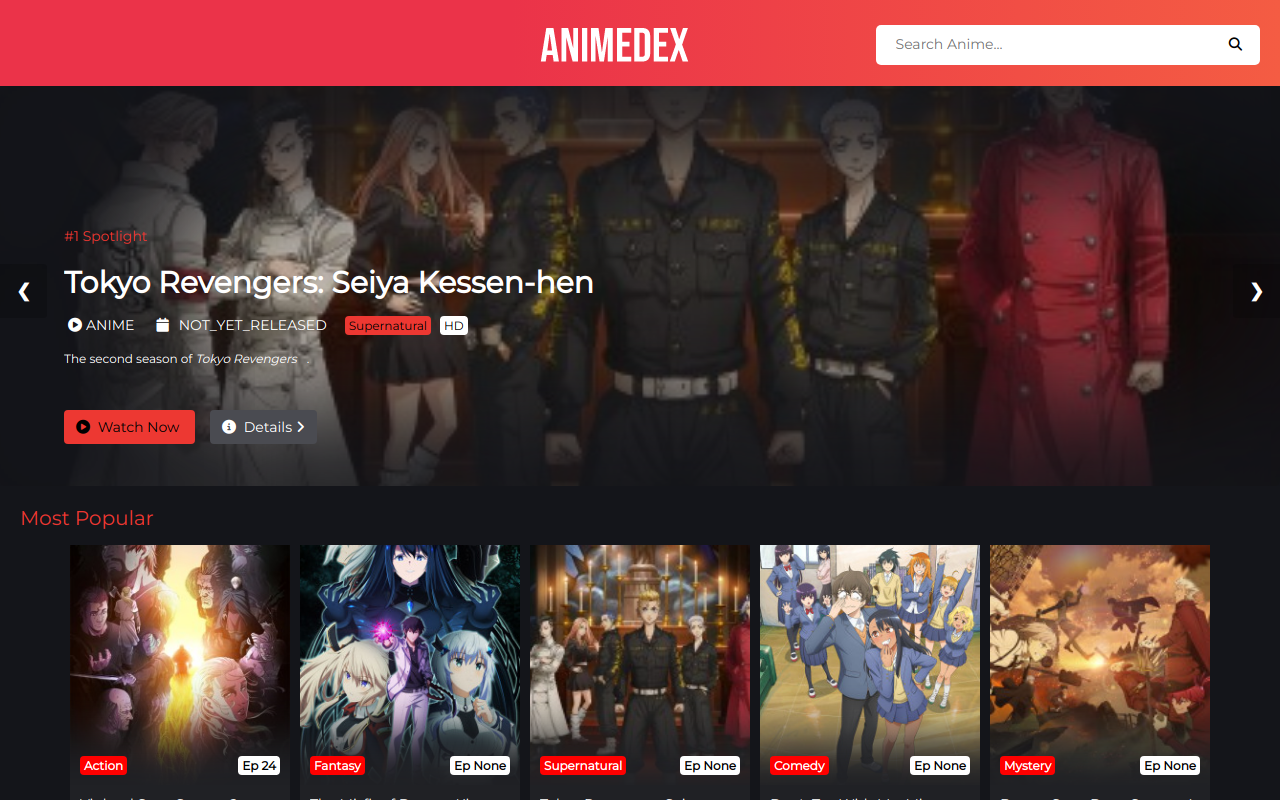 ANIMEDEX
Search Anime...
#1 Spotlight
Tokyo Revengers: Seiya Kessen-hen
ANIME NOT_YET_RELEASED Supernatural HD
The second season of Tokyo Revengers .
Watch Now Details
Most Popular
Action Ep 24 Fantasy Ep None Supernatural Ep None Comedy Ep None Mystery Ep None